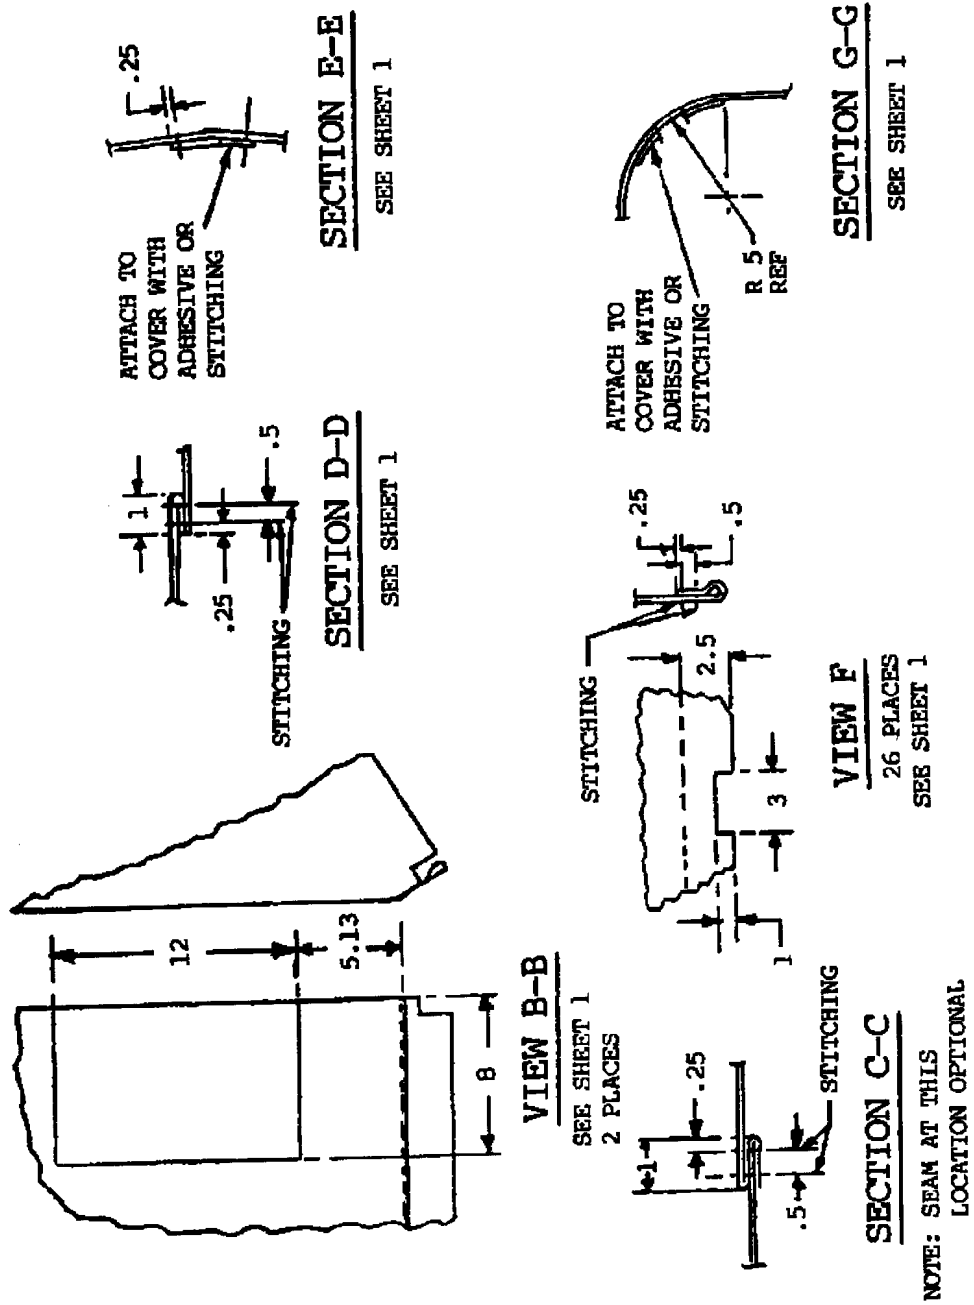 12
5.13
8
VIEW B-B
SEE SHEET 1
2 PLACES
1
.25
.5
STITCHING
SECTION D-D
SEE SHEET 1
.25
ATTACH TO
COVER WITH
ADHESIVE OR
STITCHING
SECTION E-E
SEE SHEET 1
1
.25
.5
STITCHING
SECTION C-C
NOTE: SEAM AT THIS
LOCATION OPTIONAL
STITCHING
.25
.5
2.5
3
1
VIEW F
26 PLACES
SEE SHEET 1
ATTACH TO
COVER WITH
ADHESIVE OR
STITCHING
R 5
REF
SECTION G-G
SEE SHEET 1